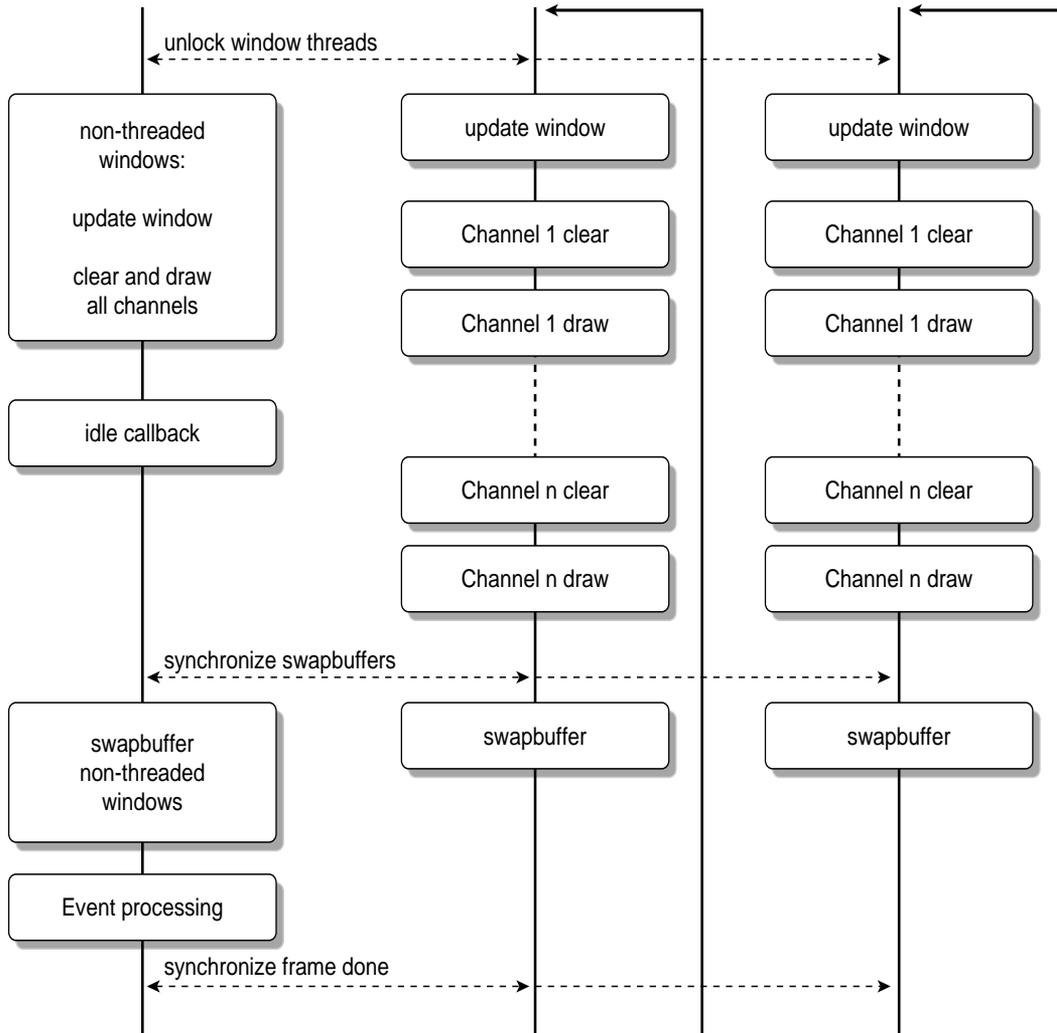 unlock window threads
non-threaded
windows:
update window
clear and draw
all channels
idle callback
update window
Channel 1 clear
Channel 1 draw
Channel n clear
Channel n draw
update window
Channel 1 clear
Channel 1 draw
Channel n clear
Channel n draw
synchronize swapbuffers
swapbuffer
non-threaded
windows
swapbuffer
swapbuffer
Event processing
synchronize frame done